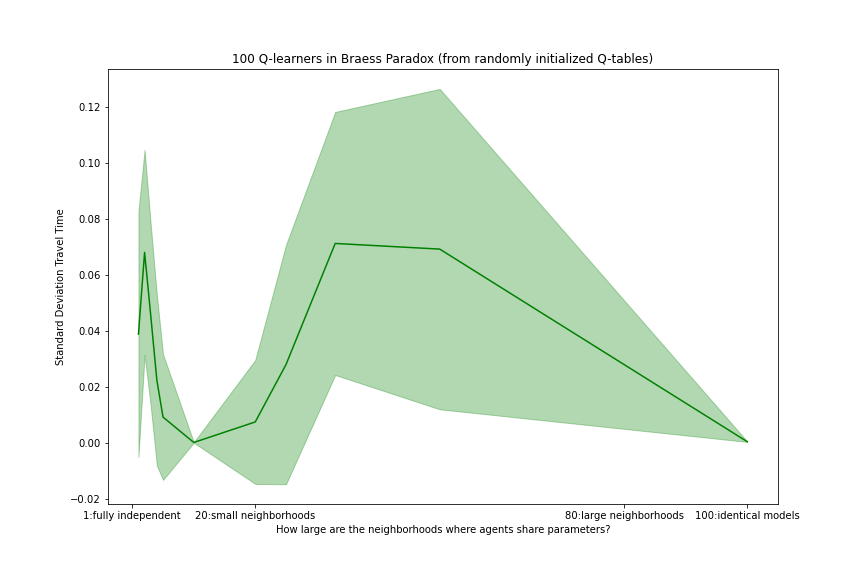 100 Q-learners in Braess Paradox (from randomly initialized Q-tables)
0.12
0.10
0.08
0.06
0.04
0.02
0.00
−0.02
Standard Deviation Travel Time
1:fully independent
20:small neighborhoods
80:large neighborhoods
100:identical models
How large are the neighborhoods where agents share parameters?